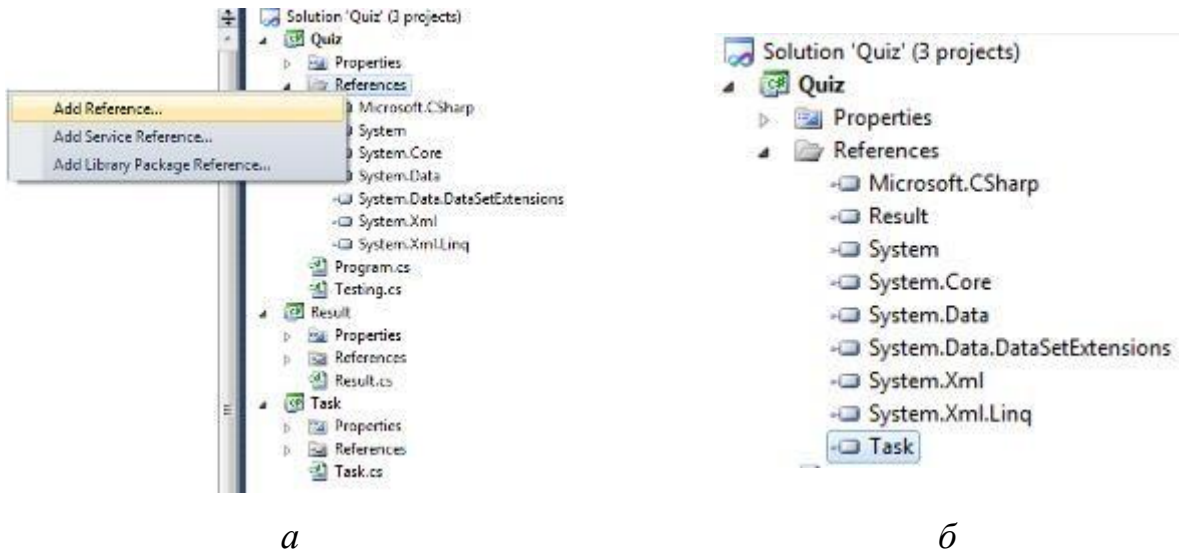 Solution 'Quiz' (3 projects)
Quiz
Properties
References
Add Reference...
Add Service Reference...
Add Library Package Reference...
Microsoft.CSharp
System
System.Core
System.Data
System.Data.DataSetExtensions
System.Xml
System.Xml.Linq
Program.cs
Testing.cs
Result
Properties
References
Result.cs
Task
Properties
References
Task.cs
а
Solution 'Quiz' (3 projects)
Quiz
Properties
References
Microsoft.CSharp
Result
System
System.Core
System.Data
System.Data.DataSetExtensions
System.Xml
System.Xml.Linq
Task
б